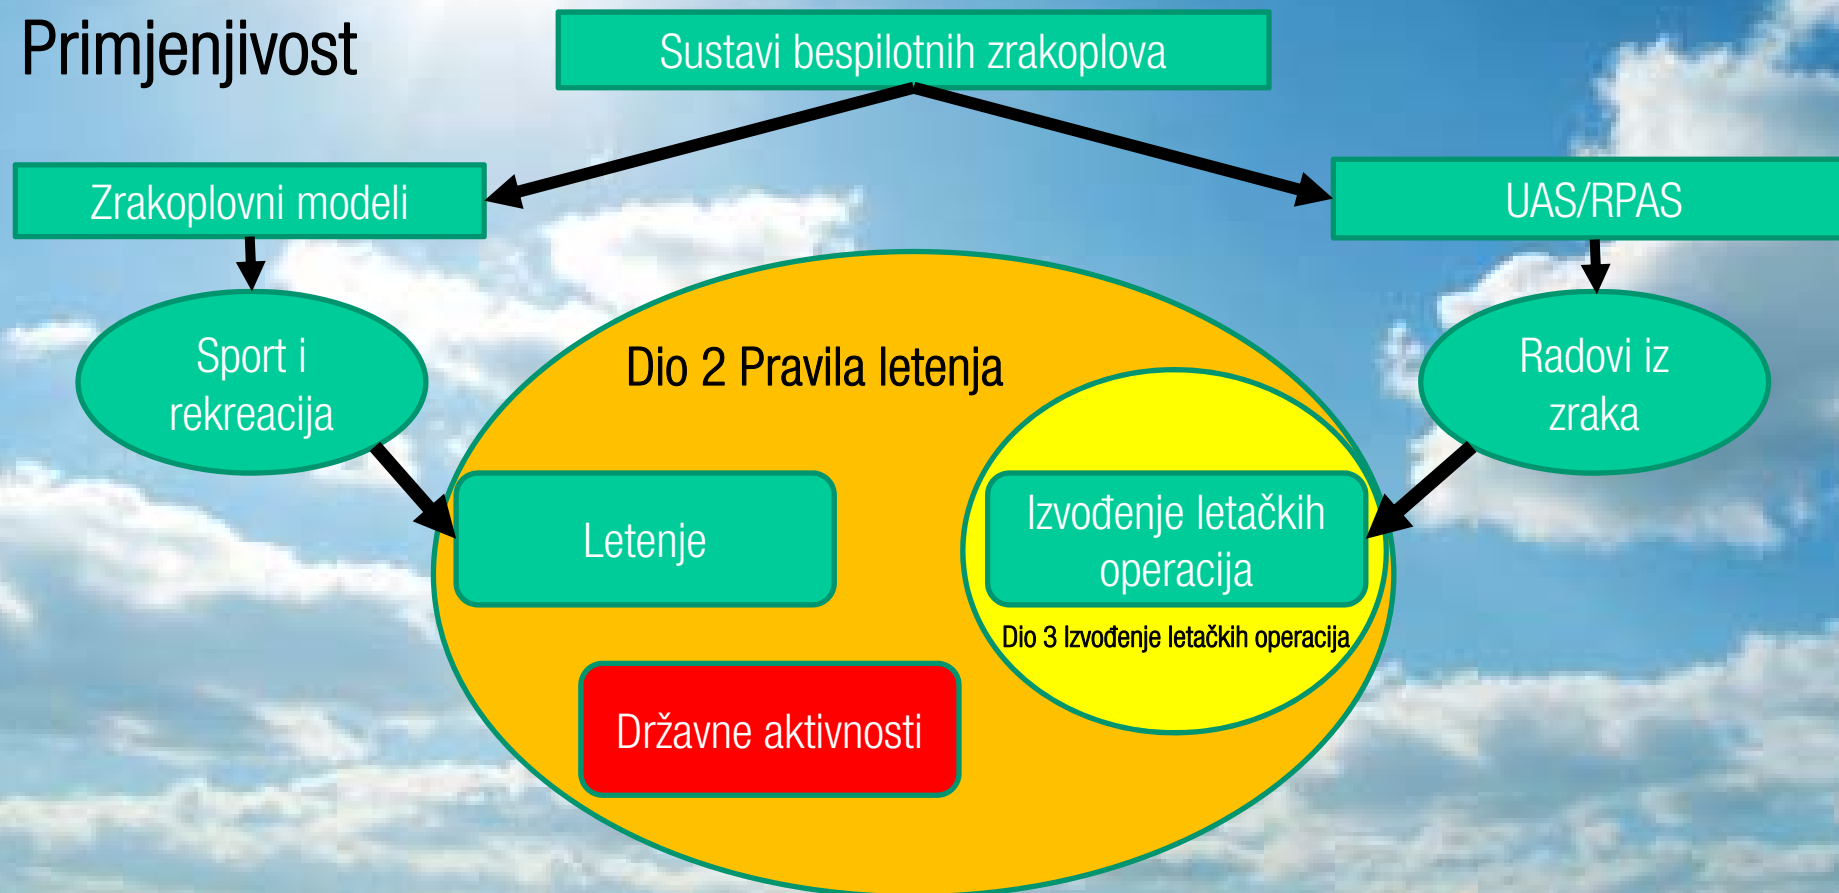 Primjenjivost
Sustavi bespilotnih zrakoplova
Zrakoplovni modeli
UAS/RPAS
Sport i
rekreacija
Dio 2 Pravila letenja
Radovi iz
zraka
Letenje
Izvođenje letačkih
operacija
Dio 3 Izvođenje letačkih operacija
Državne aktivnosti